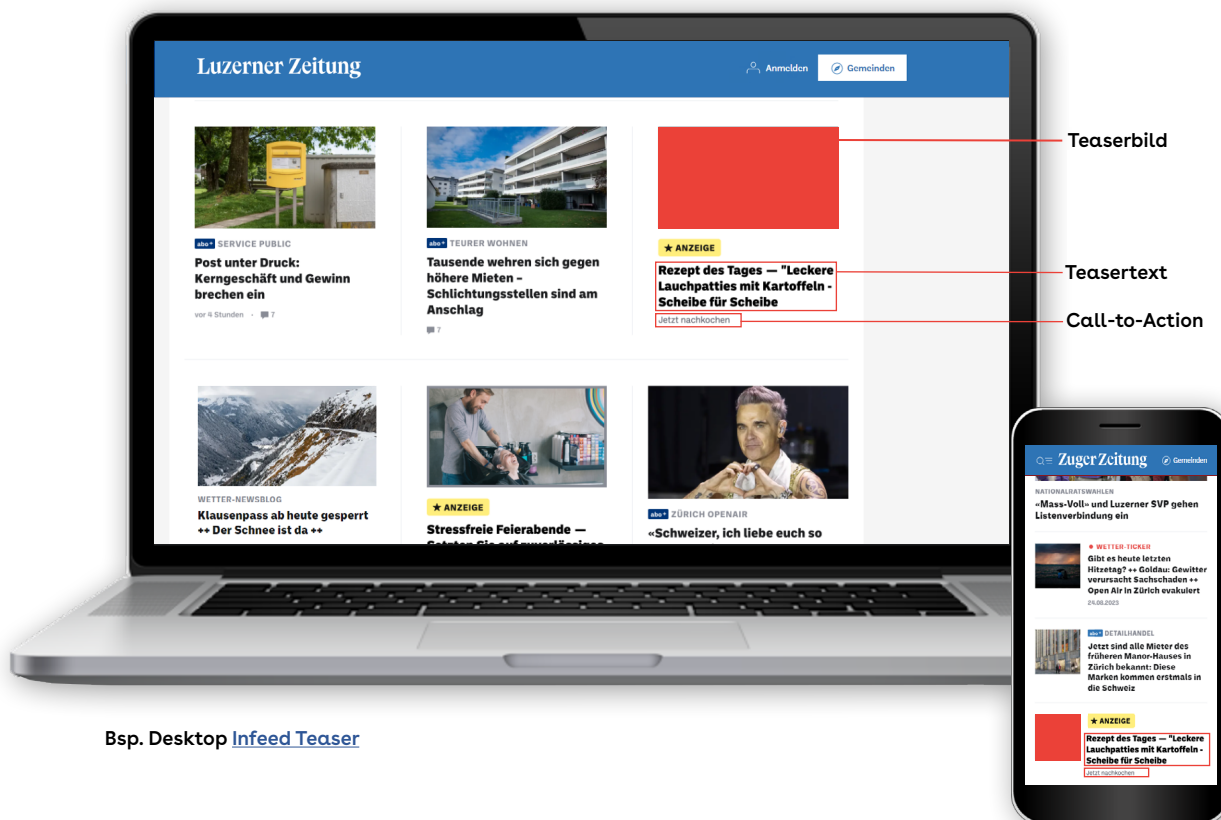 Luzerner Zeitung
Anmelden
Gemeinden
abo+ SERVICE PUBLIC
Post unter Druck:
Kerngeschäft und Gewinn
brechen ein
vor 4 Stunden · 7
abo+ TEURER WOHNEN
Tausende wehren sich gegen
höhere Mieten –
Schlichtungsstellen sind am
Anschlag
7
★ ANZEIGE
Rezept des Tages — "Leckere
Lauchpatties mit Kartoffeln -
Scheibe für Scheibe
Jetzt nachkochen
Teaserbild
Teasertext
Call-to-Action
WETTER-NEWSBLOG
Klausenpass ab heute gesperrt
++ Der Schnee ist da ++
★ ANZEIGE
Stressfreie Feierabende —
Setzten Sie auf zuverlässiges
abo+ ZÜRICH OPENAIR
«Schweizer, ich liebe euch so
Zuger Zeitung
Gemeinden
NATIONALRATSWAHLEN
«Mass-Voll» und Luzerner SVP gehen
Listenverbindung ein
• WETTER-TICKER
Gibt es heute letzten
Hitzetag? ++ Goldau: Gewitter
verursacht Sachschaden ++
Open Air in Zürich evakuiert
24.08.2023
abo+ DETAILHANDEL
Jetzt sind alle Mieter des
früheren Manor-Hauses in
Zürich bekannt: Diese
Marken kommen erstmals in
die Schweiz
★ ANZEIGE
Rezept des Tages — "Leckere
Lauchpatties mit Kartoffeln -
Scheibe für Scheibe
Jetzt nachkochen
Bsp. Desktop Infeed Teaser